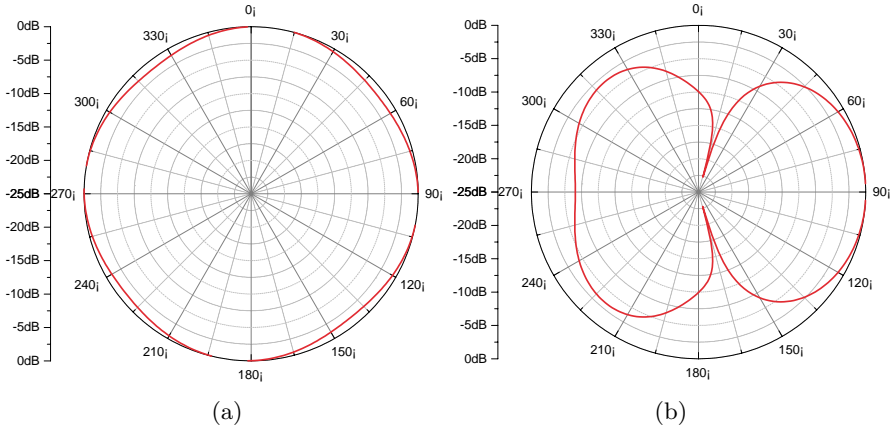 0dB
-5dB
-10dB
-15dB
-20dB
-25dB
-20dB
-15dB
-10dB
-5dB
0dB
0¡
30¡
60¡
90¡
120¡
150¡
180¡
210¡
240¡
270¡
300¡
330¡
(a)
0dB
-5dB
-10dB
-15dB
-20dB
-25dB
-20dB
-15dB
-10dB
-5dB
0dB
0¡
30¡
60¡
90¡
120¡
150¡
180¡
210¡
240¡
270¡
300¡
330¡
(b)